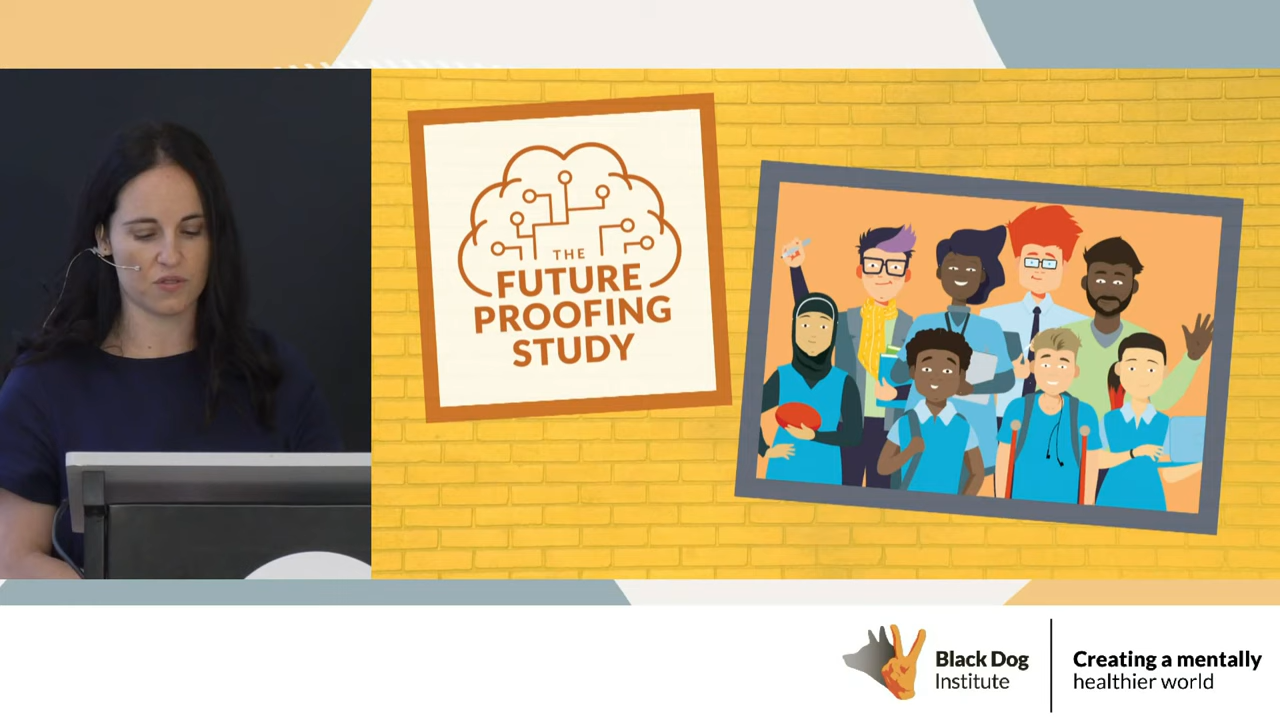 THE
FUTURE
PROOFING
STUDY
Black Dog
Institute
Creating a mentally
healthier world